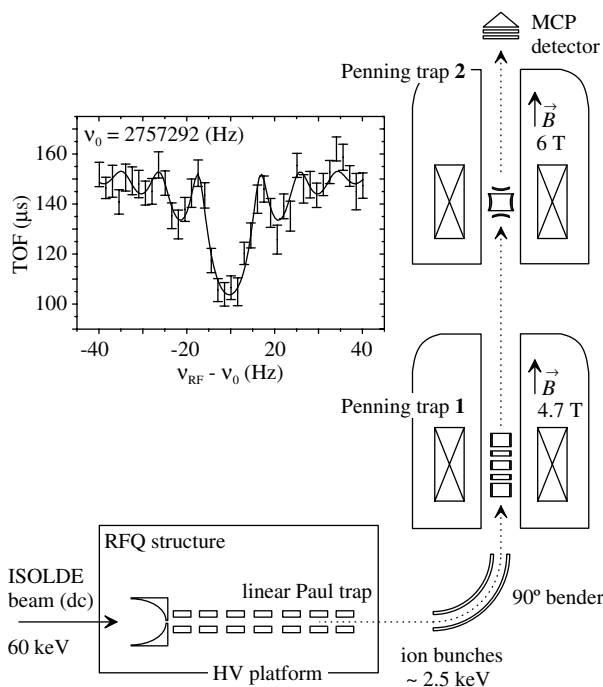 MCP
detector
Penning trap 2
B
6 T
ν0 = 2757292 (Hz)
160
140
120
100
TOF (μs)
-40
-20
0
20
40
νRF - ν0 (Hz)
Penning trap 1
B
4.7 T
RFQ structure
ISOLDE
beam (dc)
60 keV
linear Paul trap
HV platform
90º bender
ion bunches
~ 2.5 keV